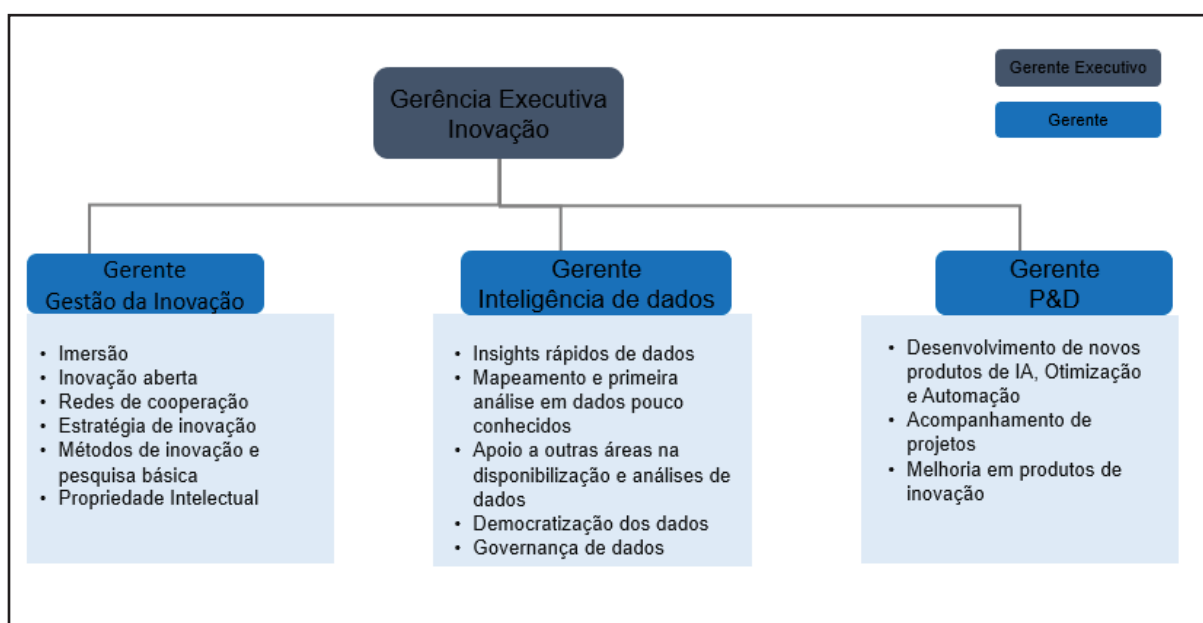 Gerente Executivo
Gerência Executiva
Inovação
Gerente
Gerente
Gestão da Inovação
• Imersão
• Inovação aberta
• Redes de cooperação
• Estratégia de inovação
• Métodos de inovação e
pesquisa básica
• Propriedade Intelectual
Gerente
Inteligência de dados
• Insights rápidos de dados
• Mapeamento e primeira
análise em dados pouco
conhecidos
• Apoio a outras áreas na
disponibilização e análises de
dados
• Democratização dos dados
• Governança de dados
Gerente
P&D
• Desenvolvimento de novos
produtos de IA, Otimização
e Automação
• Acompanhamento de
projetos
• Melhoria em produtos de
inovação